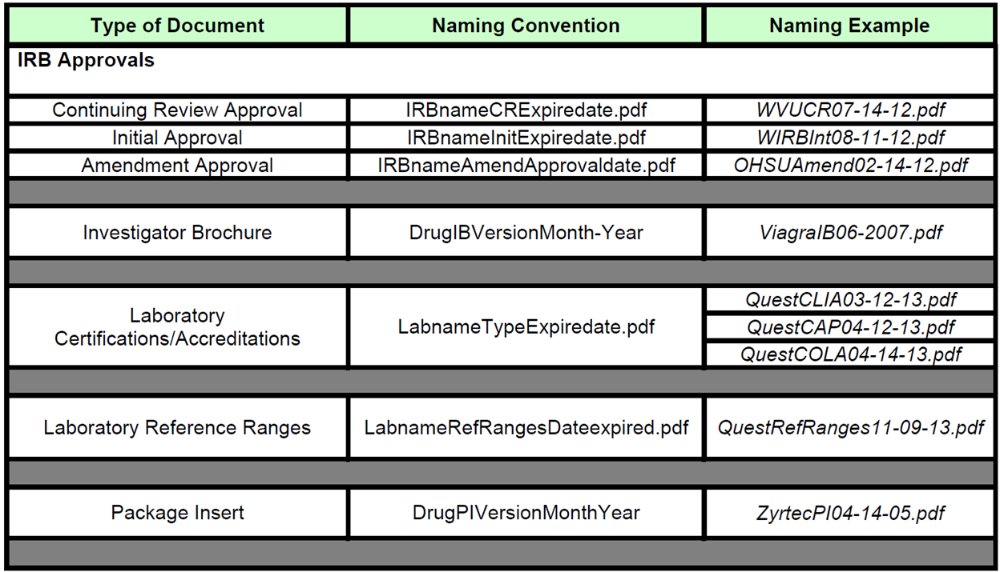 Type of Document Naming Convention Naming Example
IRB Approvals
Continuing Review Approval IRBnameCRExpiredate.pdf WVUCR07-14-12.pdf
Initial Approval IRBnameInitExpiredate.pdf WIRBInt08-11-12.pdf
Amendment Approval IRBnameAmendApprovaldate.pdf OHSUAmend02-14-12.pdf
Investigator Brochure DrugIBVersionMonth-Year ViagraIB06-2007.pdf
Laboratory
Certifications/Accreditations
LabnameTypeExpiredate.pdf
QuestCLIA03-12-13.pdf
QuestCAP04-12-13.pdf
QuestCOLA04-14-13.pdf
Laboratory Reference Ranges LabnameRefRangesDateexpired.pdf QuestRefRanges11-09-13.pdf
Package Insert DrugPIVersionMonthYear ZyrtecPI04-14-05.pdf